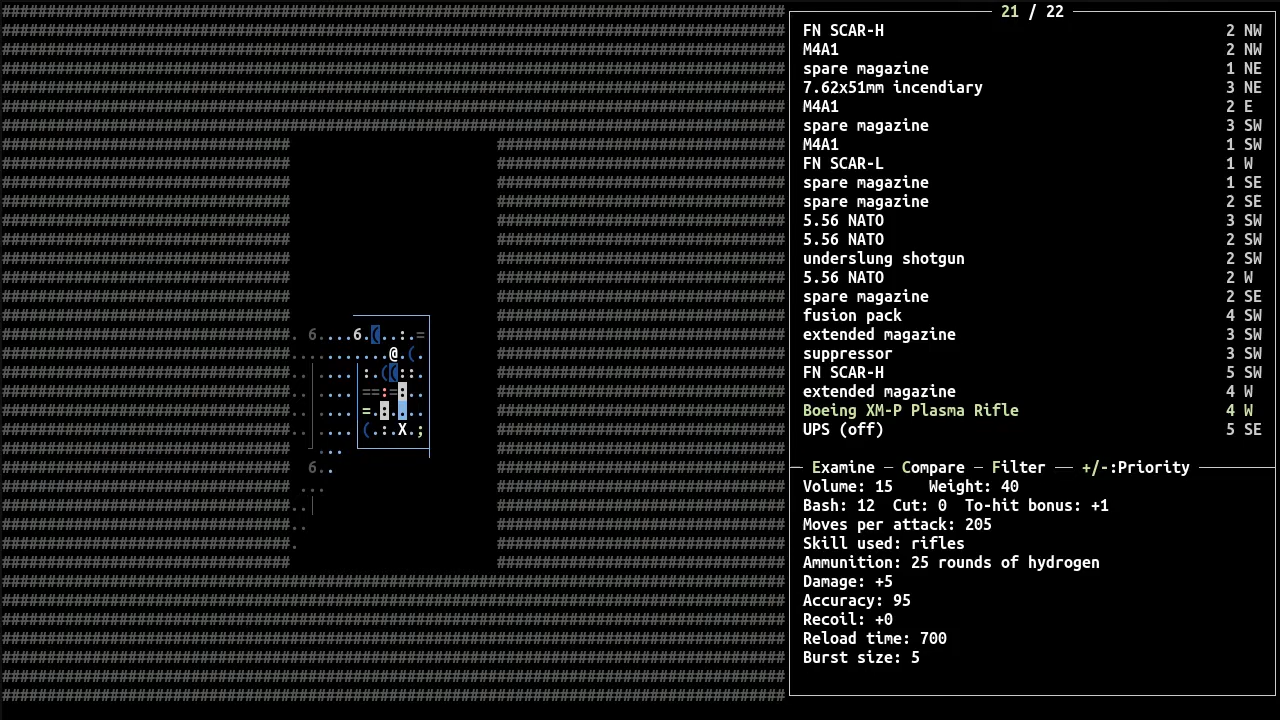 21 / 22
FN SCAR-H 2 NW
M4A1 2 NW
spare magazine 1 NE
7.62x51mm incendiary 3 NE
M4A1 2 E
spare magazine 3 SW
M4A1 1 SW
FN SCAR-L 1 W
spare magazine 1 SE
spare magazine 2 SE
5.56 NATO 3 SW
5.56 NATO 2 SW
underslung shotgun 2 SW
5.56 NATO 2 W
spare magazine 2 SE
fusion pack 4 SW
extended magazine 3 SW
suppressor 3 SW
FN SCAR-H 5 SW
extended magazine 4 W
Boeing XM-P Plasma Rifle 4 W
UPS (off) 5 SE
Examine — Compare — Filter — +/-:Priority
Volume: 15 Weight: 40
Bash: 12 Cut: 0 To-hit bonus: +1
Moves per attack: 205
Skill used: rifles
Ammunition: 25 rounds of hydrogen
Damage: +5
Accuracy: 95
Recoil: +0
Reload time: 700
Burst size: 5